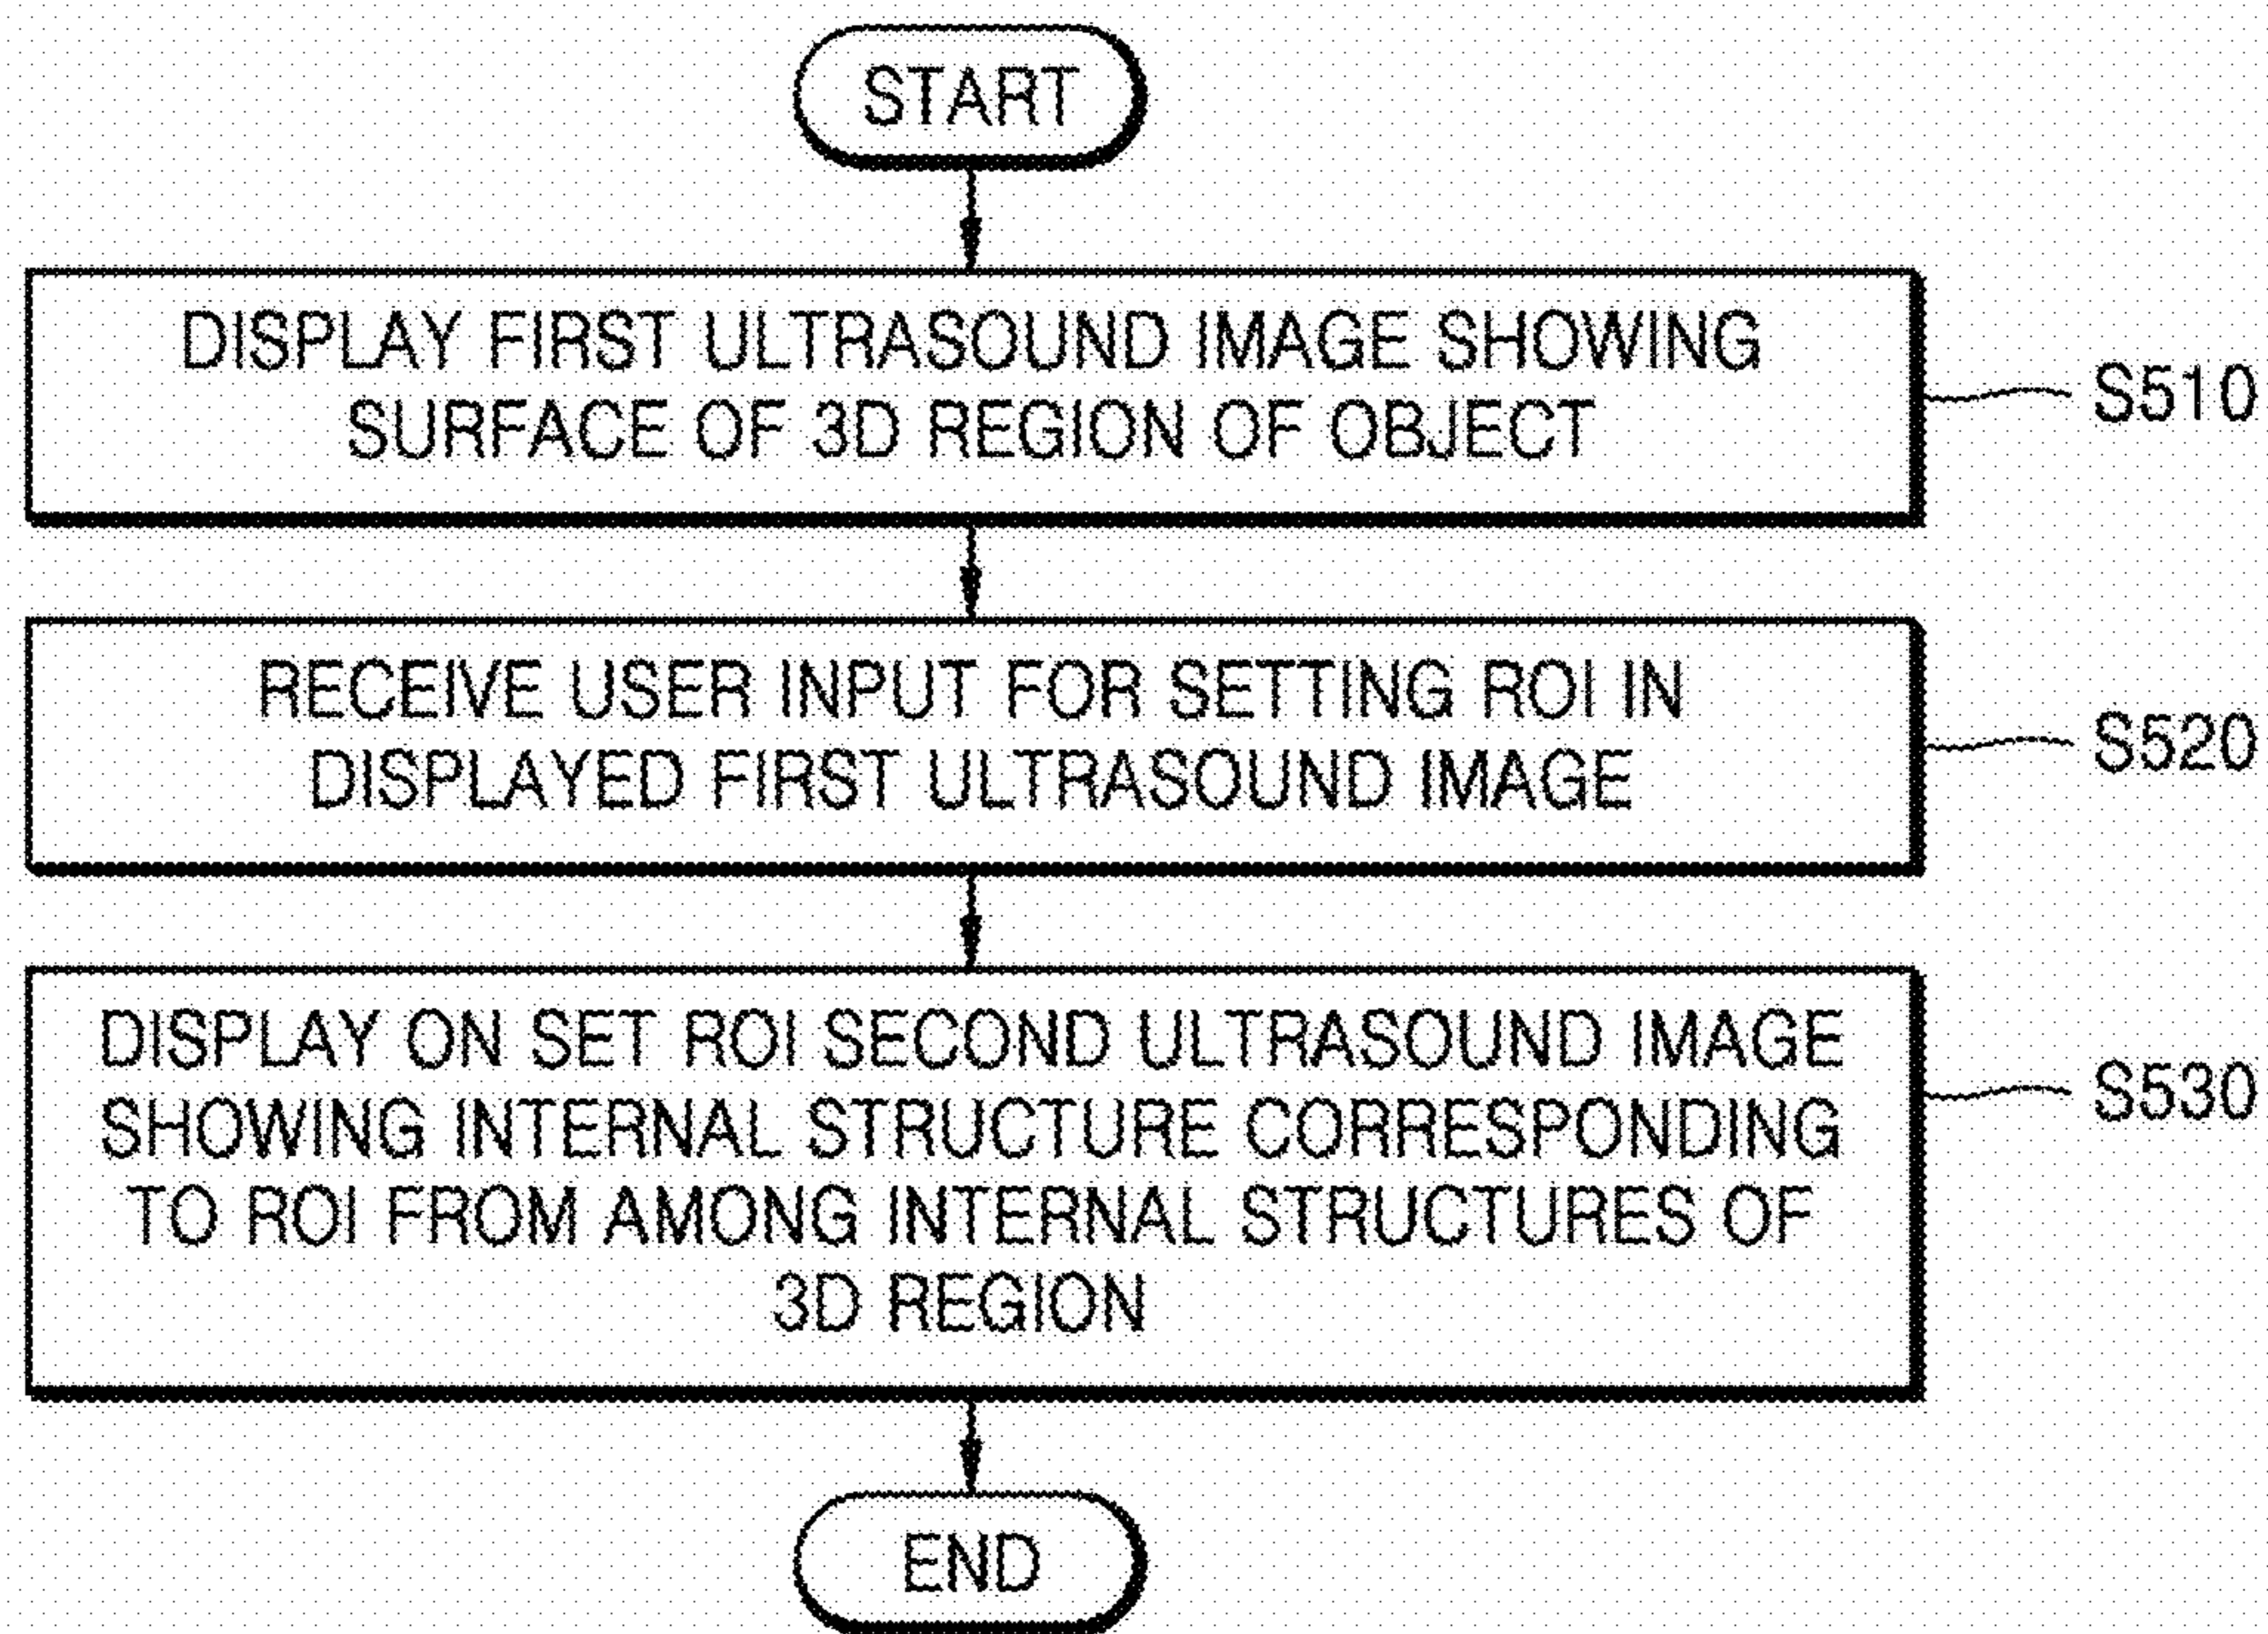 START
DISPLAY FIRST ULTRASOUND IMAGE SHOWING
SURFACE OF 3D REGION OF OBJECT
S510
RECEIVE USER INPUT FOR SETTING ROI IN
DISPLAYED FIRST ULTRASOUND IMAGE
S520
DISPLAY ON SET ROI SECOND ULTRASOUND IMAGE
SHOWING INTERNAL STRUCTURE CORRESPONDING
TO ROI FROM AMONG INTERNAL STRUCTURES OF
3D REGION
S530
END